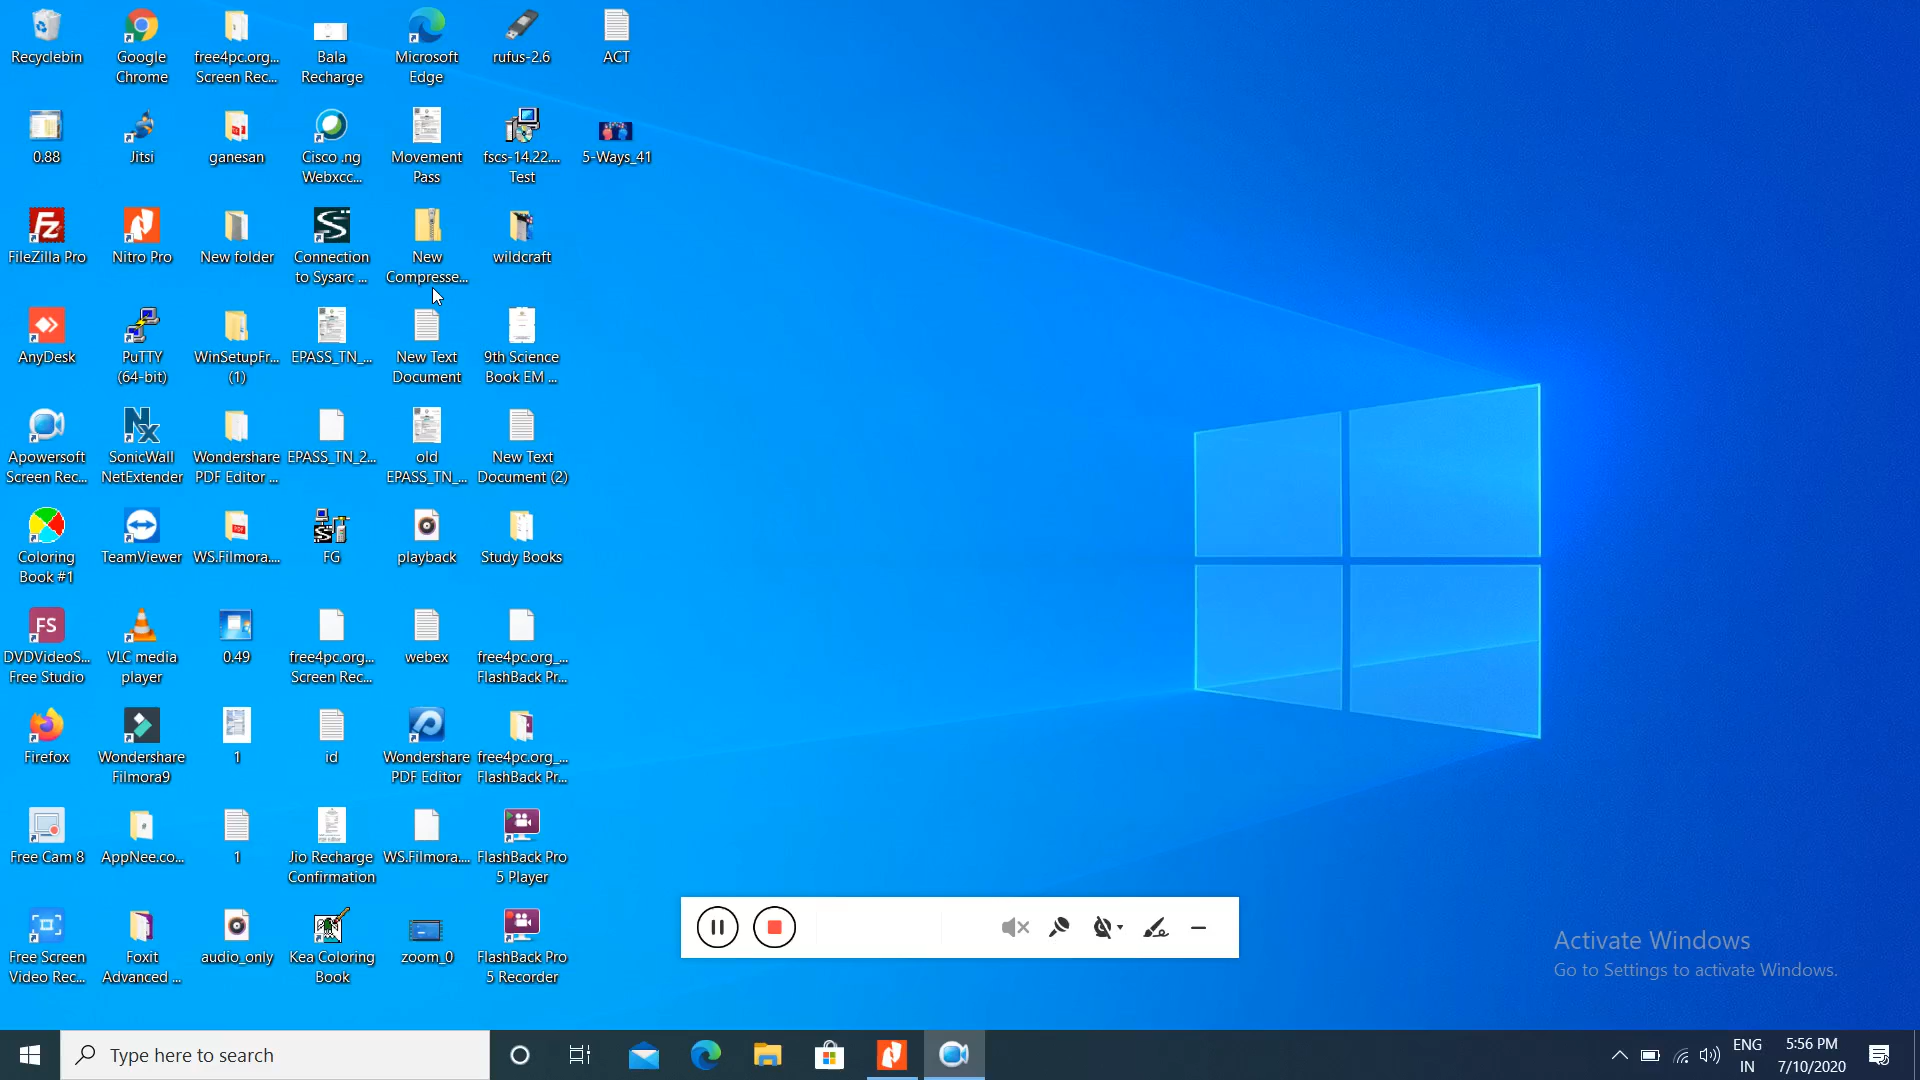 Recyclebin
Google
Chrome
free4pc.org...
Screen Rec...
Bala
Recharge
Microsoft
Edge
rufus-2.6
ACT
0.88
Jitsi
ganesan
Cisco .ng
Webxcc...
Movement
Pass
fscs-14.22....
Test
5-Ways_41
FileZilla Pro
Nitro Pro
New folder
Connection
to Sysarc ...
New
Compresse...
wildcraft
AnyDesk
PuTTY
(64-bit)
WinSetupFr...
(1)
EPASS_TN_...
New Text
Document
9th Science
Book EM ...
Apowersoft
Screen Rec...
SonicWall
NetExtender
Wondershare
PDF Editor ...
EPASS_TN_2...
old
EPASS_TN_...
New Text
Document (2)
Coloring
Book #1
TeamViewer
WS.Filmora....
FG
playback
Study Books
FS
DVDVideoS...
Free Studio
VLC media
player
0.49
free4pc.org...
Screen Rec...
webex
free4pc.org_...
FlashBack Pr...
Firefox
Wondershare
Filmora9
1
id
Wondershare
PDF Editor
free4pc.org_...
FlashBack Pr...
Free Cam 8
AppNee.co...
1
Jio Recharge
Confirmation
WS.Filmora....
FlashBack Pro
5 Player
Free Screen
Video Rec...
Foxit
Advanced ...
audio_only
Kea Coloring
Book
zoom_0
FlashBack Pro
5 Recorder
Activate Windows
Go to Settings to activate Windows.
Type here to search
ENG
IN
5:56 PM
7/10/2020